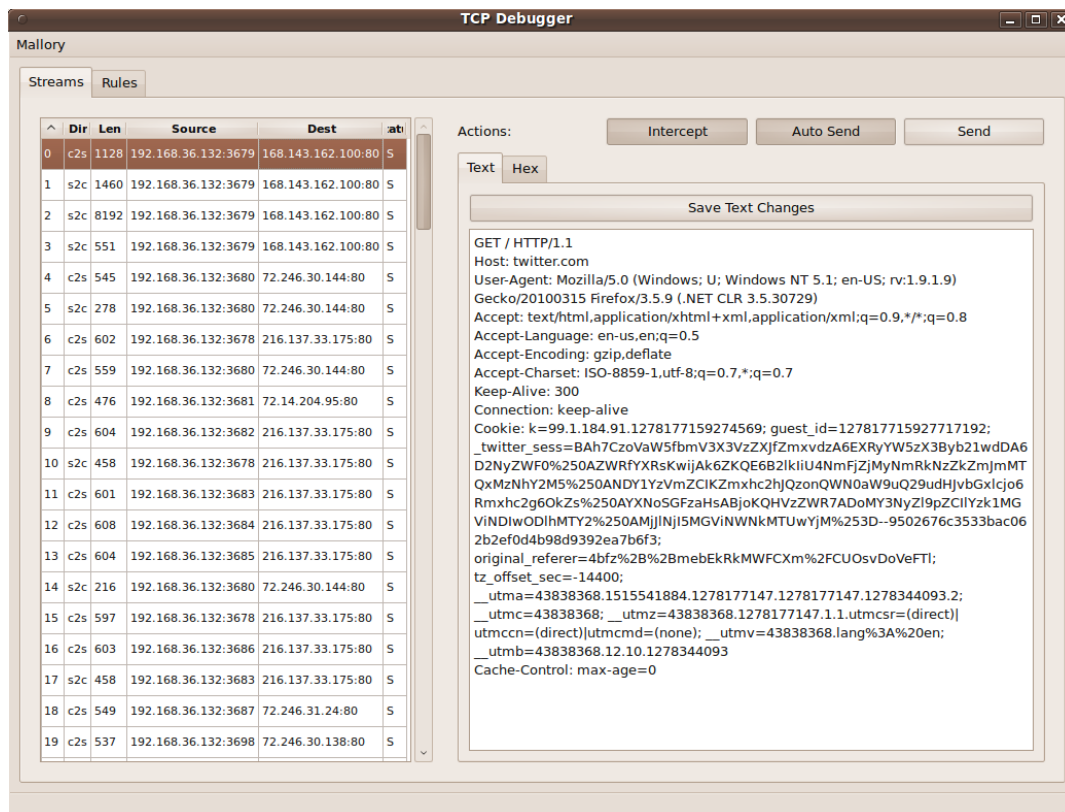 TCP Debugger
Mallory
Streams Rules
^ Dir Len Source Dest :atu
0 c2s 1128 192.168.36.132:3679 168.143.162.100:80 S
1 s2c 1460 192.168.36.132:3679 168.143.162.100:80 S
2 s2c 8192 192.168.36.132:3679 168.143.162.100:80 S
3 s2c 551 192.168.36.132:3679 168.143.162.100:80 S
4 c2s 545 192.168.36.132:3680 72.246.30.144:80 S
5 s2c 278 192.168.36.132:3680 72.246.30.144:80 S
6 c2s 602 192.168.36.132:3678 216.137.33.175:80 S
7 c2s 559 192.168.36.132:3680 72.246.30.144:80 S
8 c2s 476 192.168.36.132:3681 72.14.204.95:80 S
9 c2s 604 192.168.36.132:3682 216.137.33.175:80 S
10 s2c 458 192.168.36.132:3678 216.137.33.175:80 S
11 c2s 601 192.168.36.132:3683 216.137.33.175:80 S
12 c2s 608 192.168.36.132:3684 216.137.33.175:80 S
13 c2s 604 192.168.36.132:3685 216.137.33.175:80 S
14 s2c 216 192.168.36.132:3680 72.246.30.144:80 S
15 c2s 597 192.168.36.132:3678 216.137.33.175:80 S
16 c2s 603 192.168.36.132:3686 216.137.33.175:80 S
17 s2c 458 192.168.36.132:3683 216.137.33.175:80 S
18 c2s 549 192.168.36.132:3687 72.246.31.24:80 S
19 c2s 537 192.168.36.132:3698 72.246.30.138:80 S
Actions: Intercept Auto Send Send
Text Hex
Save Text Changes
GET / HTTP/1.1
Host: twitter.com
User-Agent: Mozilla/5.0 (Windows; U; Windows NT 5.1; en-US; rv:1.9.1.9)
Gecko/20100315 Firefox/3.5.9 (.NET CLR 3.5.30729)
Accept: text/html,application/xhtml+xml,application/xml;q=0.9,*/*;q=0.8
Accept-Language: en-us,en;q=0.5
Accept-Encoding: gzip,deflate
Accept-Charset: ISO-8859-1,utf-8;q=0.7,*;q=0.7
Keep-Alive: 300
Connection: keep-alive
Cookie: k=99.1.184.91.1278177159274569; guest_id=127817715927717192;
_twitter_sess=BAh7CzoVaW5fbmV3X3VzZXJfZmxvdzA6EXRyYW5zX3Byb21wdDA6
D2NyZWF0%250AZWRfYXRsKwijAk6ZKQE6B2lkIiU4NmFjZjMyNmRkNzZkZmJmMT
QxMzNhY2M5%250ANDY1YzVmZCIKZmxhc2hJQzonQWN0aW9uQ29udHJvbGxlcjo6
Rmxhc2g6OkZs%250AYXNoSGFzaHsABjoKQHVzZWR7ADoMY3NyZl9pZCIlYzk1MG
ViNDIwODlhMTY2%250AMjJlNjI5MGViNWNkMTUwYjM%253D--9502676c3533bac06
2b2ef0d4b98d9392ea7b6f3;
original_referer=4bfz%2B%2BmebEkRkMWFCXm%2FCUOsvDoVeFTl;
tz_offset_sec=-14400;
__utma=43838368.1515541884.1278177147.1278177147.1278344093.2;
__utmc=43838368; __utmz=43838368.1278177147.1.1.utmcsr=(direct)|
utmccn=(direct)|utmcmd=(none); __utmv=43838368.lang%3A%20en;
__utmb=43838368.12.10.1278344093
Cache-Control: max-age=0